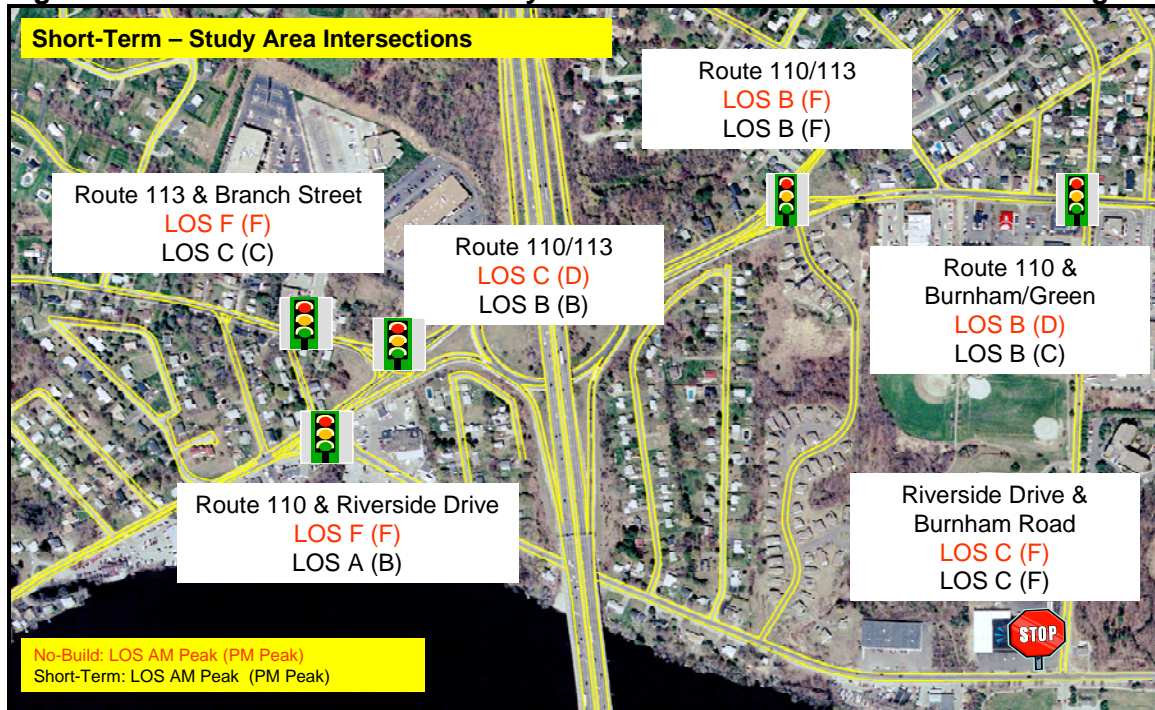 Short-Term – Study Area Intersections
Route 110/113
LOS B (F)
LOS B (F)
Route 113 & Branch Street
LOS F (F)
LOS C (C)
Route 110/113
LOS C (D)
LOS B (B)
Route 110 &
Burnham/Green
LOS B (D)
LOS B (C)
Route 110 & Riverside Drive
LOS F (F)
LOS A (B)
Riverside Drive &
Burnham Road
LOS C (F)
LOS C (F)
STOP
No-Build: LOS AM Peak (PM Peak)
Short-Term: LOS AM Peak (PM Peak)